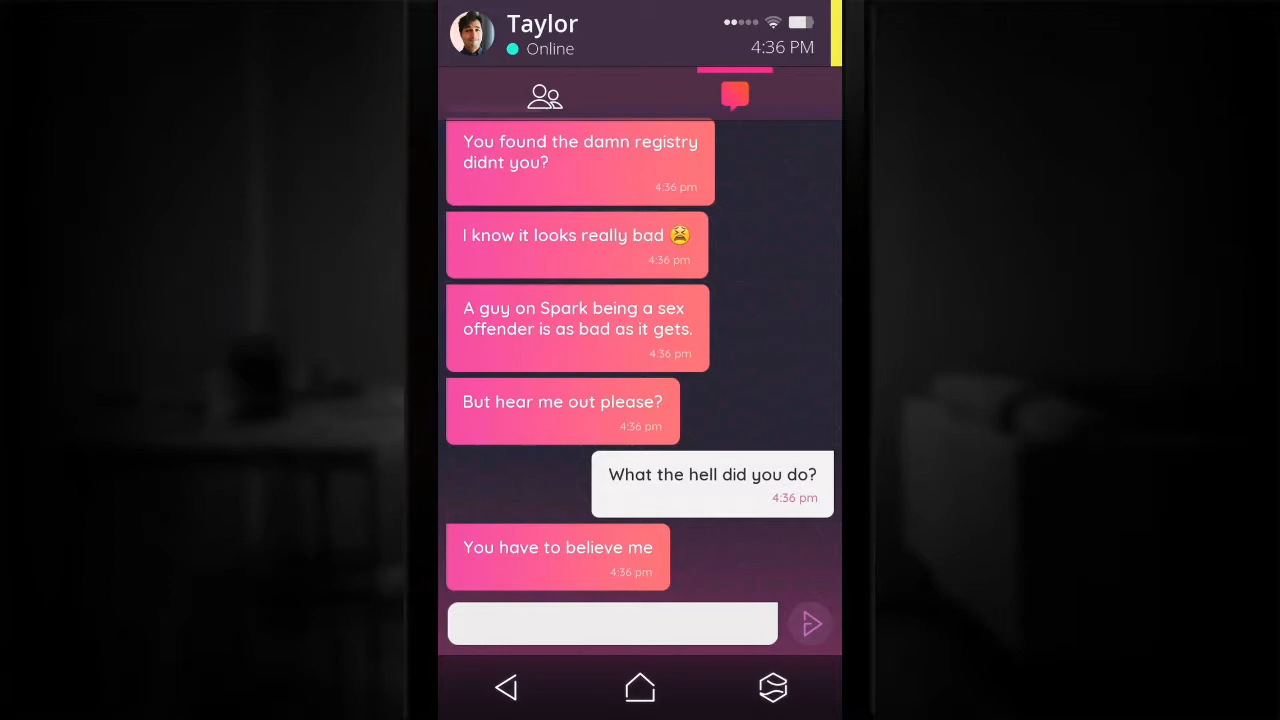 Taylor
Online
4:36 PM
You found the damn registry
didnt you?
4:36 pm
I know it looks really bad 😫
4:36 pm
A guy on Spark being a sex
offender is as bad as it gets.
4:36 pm
But hear me out please?
4:36 pm
What the hell did you do?
4:36 pm
You have to believe me
4:36 pm